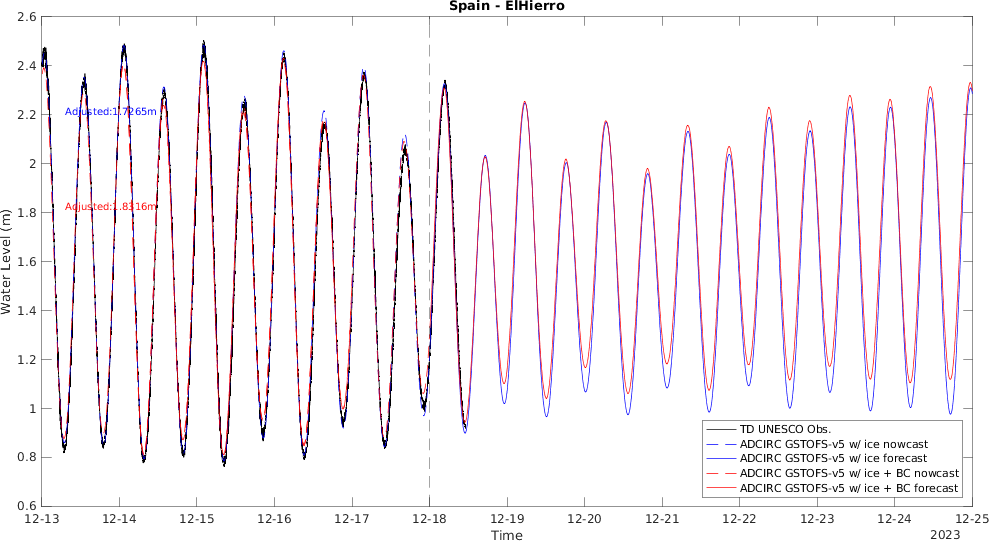 Spain - ElHierro
2.6
2.4
2.2
2
1.8
1.6
1.4
1.2
1
0.8
0.6
Water Level (m)
Adjusted:1.7265m
Adjusted:1.8316m
TD UNESCO Obs.
ADCIRC GSTOFS-v5 w/ ice nowcast
ADCIRC GSTOFS-v5 w/ ice forecast
ADCIRC GSTOFS-v5 w/ ice + BC nowcast
ADCIRC GSTOFS-v5 w/ ice + BC forecast
12-13 12-14 12-15 12-16 12-17 12-18 12-19 12-20 12-21 12-22 12-23 12-24 12-25
Time
2023